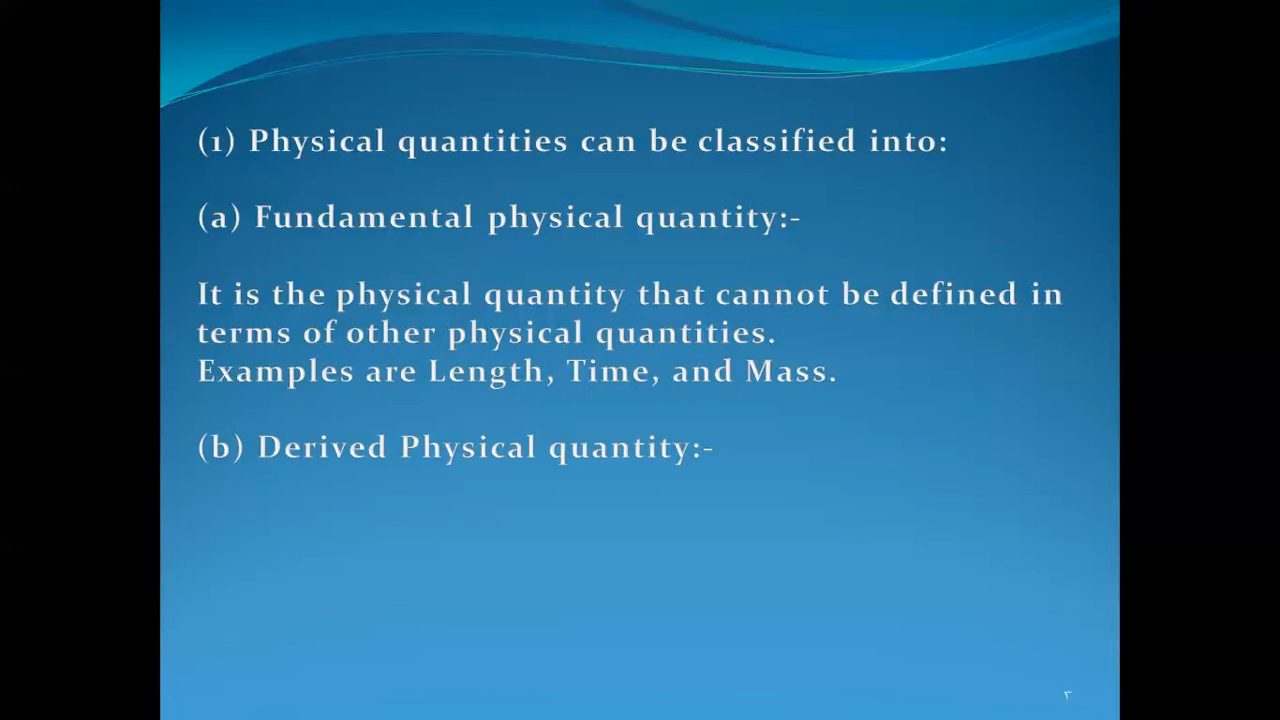 (1) Physical quantities can be classified into:
(a) Fundamental physical quantity:-
It is the physical quantity that cannot be defined in
terms of other physical quantities.
Examples are Length, Time, and Mass.
(b) Derived Physical quantity:-
٣